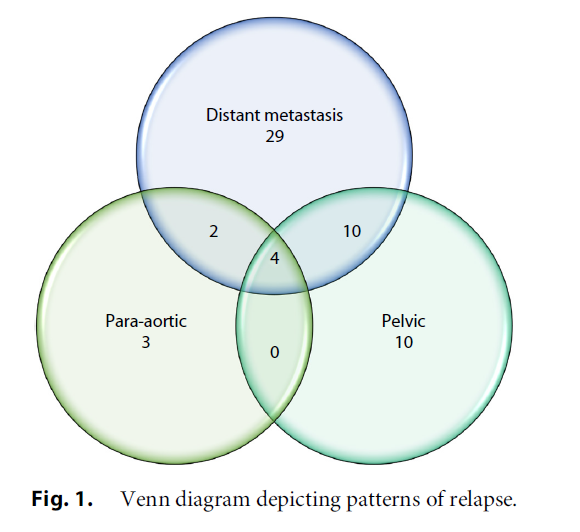 Distant metastasis
29
2
10
4
Para-aortic
3
Pelvic
10
0
Fig. 1. Venn diagram depicting patterns of relapse.